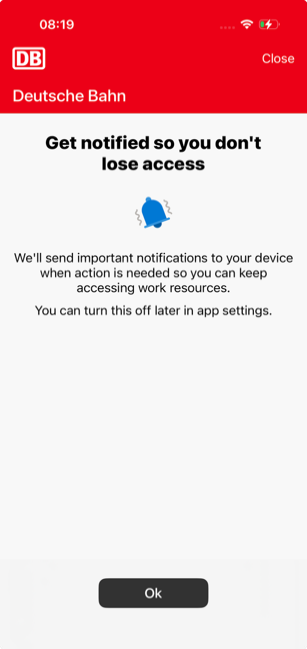 08:19
DB
Close
Deutsche Bahn
Get notified so you don't
lose access
We'll send important notifications to your device
when action is needed so you can keep
accessing work resources.
You can turn this off later in app settings.
Ok